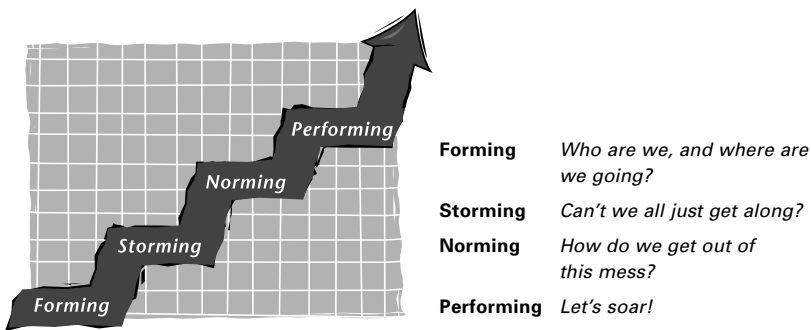 Performing
Norming
Storming
Forming
Forming Who are we, and where are
we going?
Storming Can't we all just get along?
Norming How do we get out of
this mess?
Performing Let's soar!